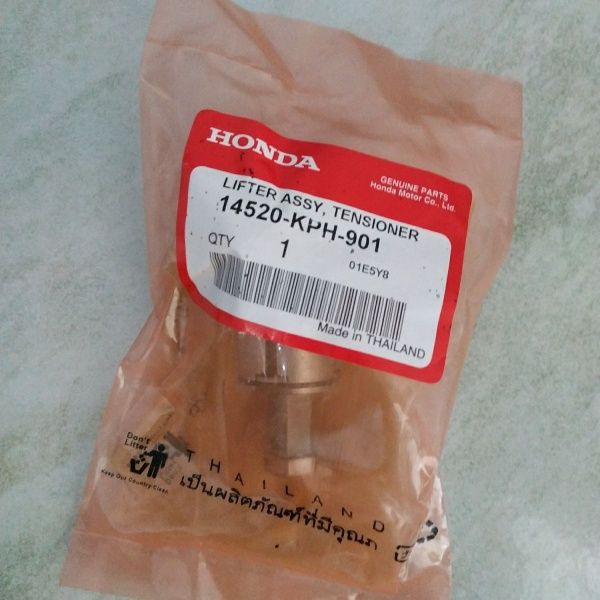 HONDA
GENUINE PARTS
Honda Motor Co., Ltd.
LIFTER ASSY, TENSIONER
14520-KPH-901
QTY 1
01E5Y8
Made in THAILAND
Don't
Litter
Keep Our Country Clean
THAILAND
เป็นผลิตภัณฑ์ที่มีคุณภ